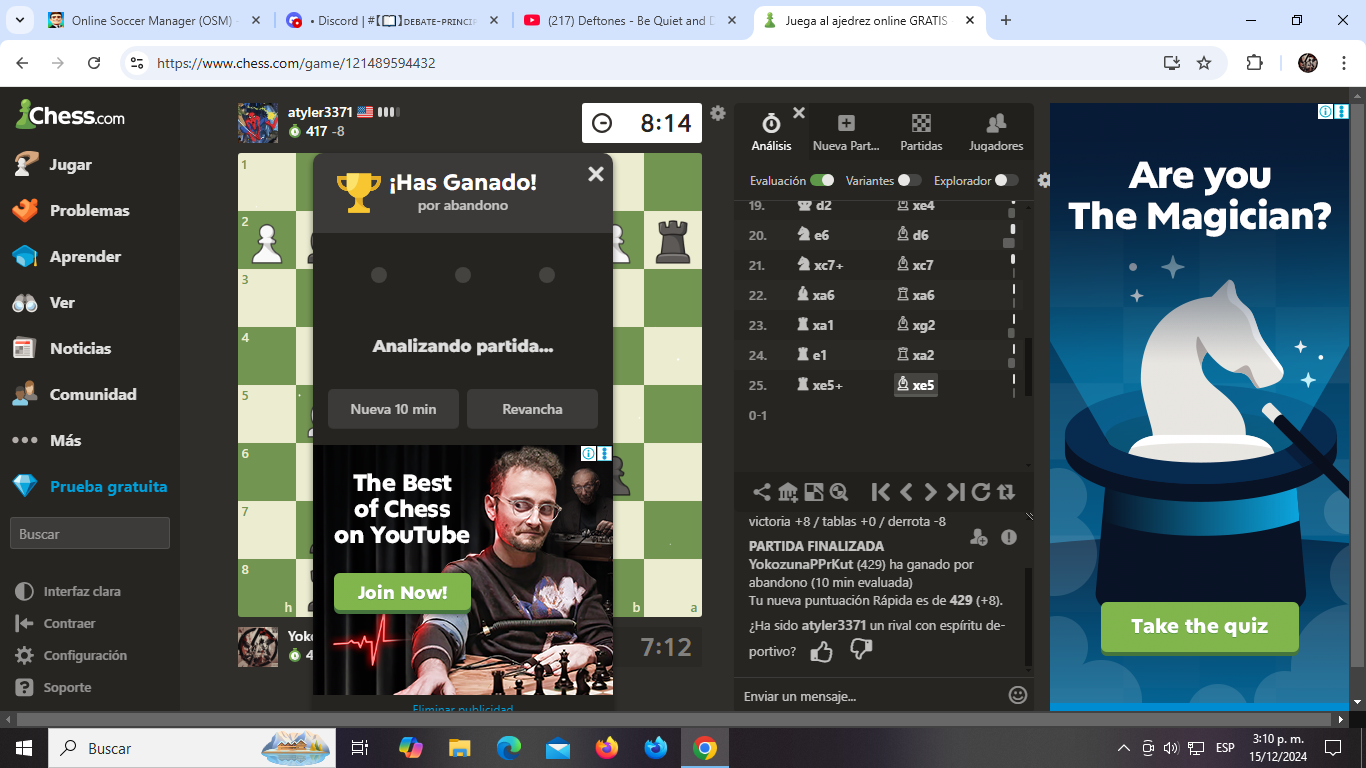 Online Soccer Manager (OSM)
• Discord | #【📖】DEBATE-PRINCIP
(217) Deftones - Be Quiet and D
Juega al ajedrez online GRATIS
https://www.chess.com/game/121489594432
Chess.com
Jugar
Problemas
Aprender
Ver
Noticias
Comunidad
Más
Prueba gratuita
Buscar
Interfaz clara
Contraer
Configuración
Soporte
atyler3371
417 -8
8:14
1
2
3
4
5
6
7
8
h
b
a
¡Has Ganado!
por abandono
Analizando partida...
Nueva 10 min
Revancha
The Best
of Chess
on YouTube
Join Now!
Eliminar publicidad
Yoko
4
7:12
Análisis
Nueva Part...
Partidas
Jugadores
Evaluación
Variantes
Explorador
19. d2 xe4
20. e6 d6
21. xc7+ xc7
22. xa6 xa6
23. xa1 xg2
24. e1 xa2
25. xe5+ xe5
0-1
victoria +8 / tablas +0 / derrota -8
PARTIDA FINALIZADA
YokozunaPPrKut (429) ha ganado por
abandono (10 min evaluada)
Tu nueva puntuación Rápida es de 429 (+8).
¿Ha sido atyler3371 un rival con espíritu de-
portivo?
Enviar un mensaje...
Are you
The Magician?
Take the quiz
Buscar
ESP
3:10 p. m.
15/12/2024